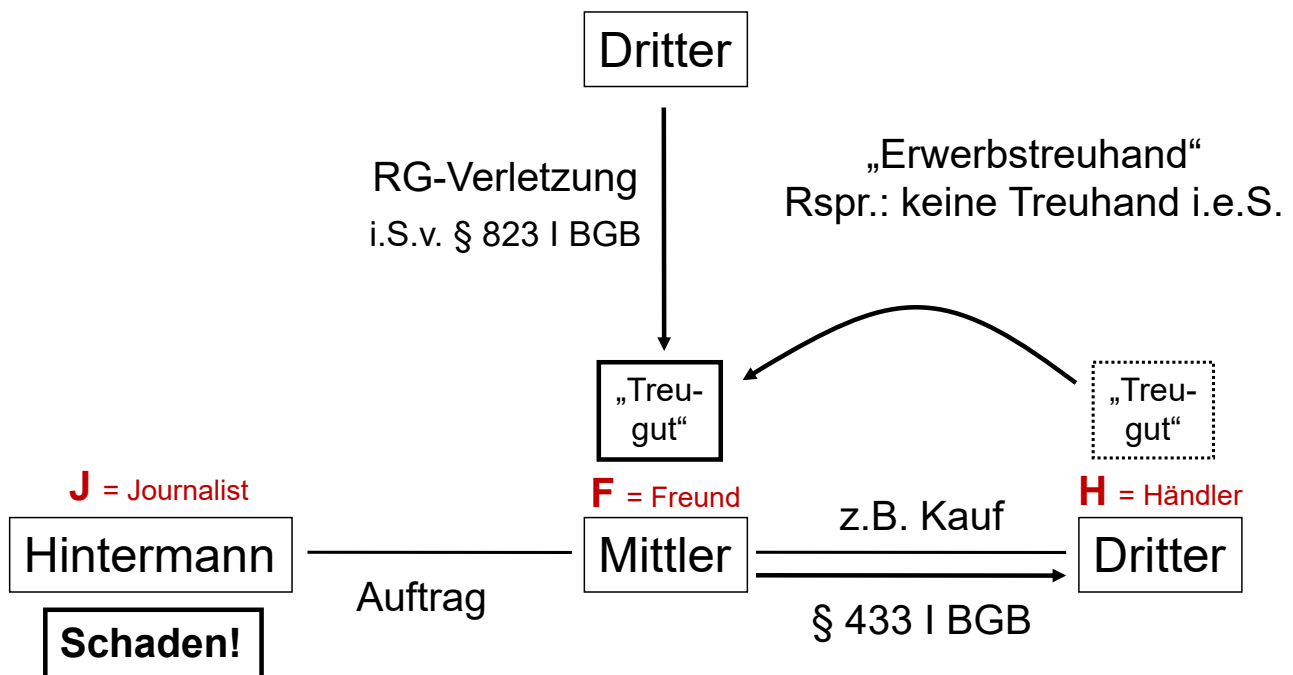 Dritter
RG-Verletzung
i.S.v. § 823 I BGB
„Erwerbstreuhand“
Rspr.: keine Treuhand i.e.S.
„Treu-
gut“
„Treu-
gut“
J = Journalist
F = Freund
H = Händler
Hintermann
Auftrag
Mittler
z.B. Kauf
§ 433 I BGB
Dritter
Schaden!